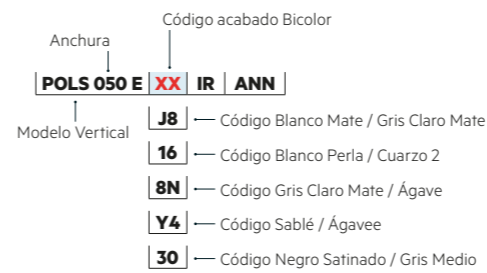 Código acabado Bicolor
Anchura
POLS 050 E XX IR ANN
Modelo Vertical
J8 Código Blanco Mate / Gris Claro Mate
16 Código Blanco Perla / Cuarzo 2
8N Código Gris Claro Mate / Ágave
Y4 Código Sablé / Ágavee
30 Código Negro Satinado / Gris Medio